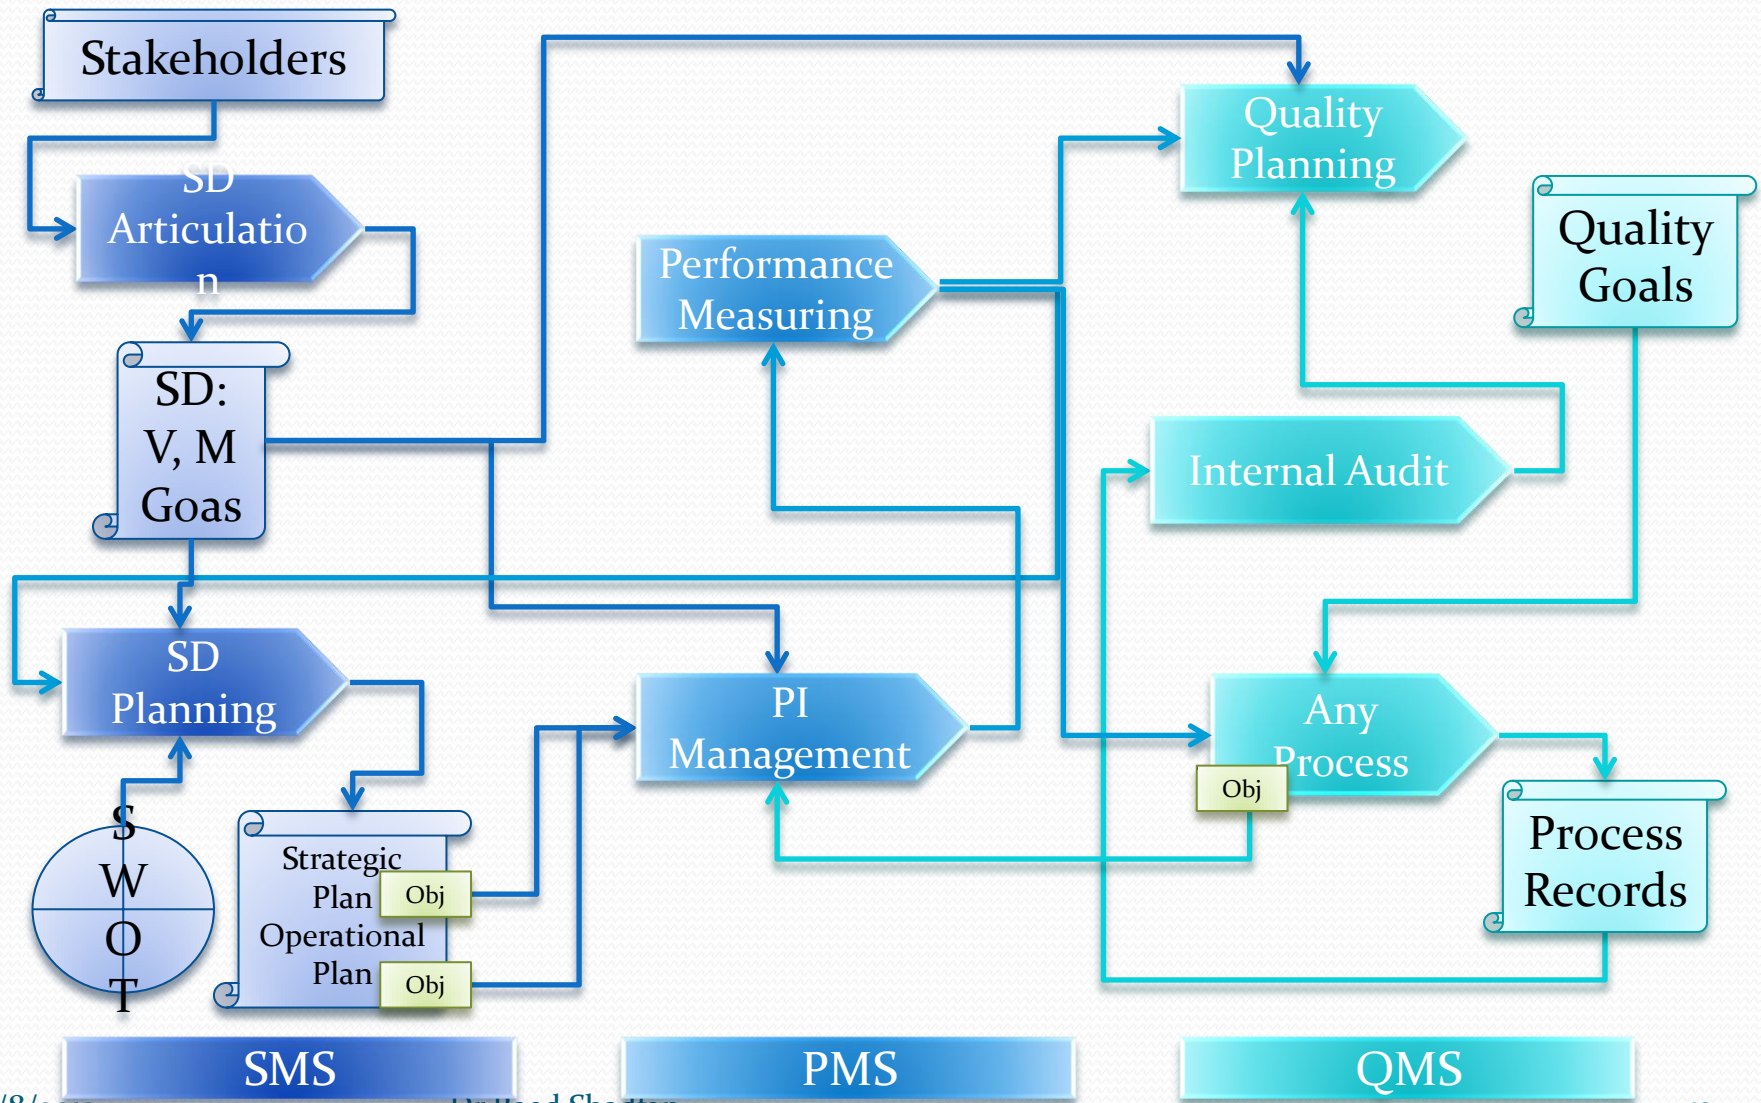 Stakeholders
SD
Articulatio
n
SD:
V, M
Goas
SD
Planning
S
W
O
T
Strategic
Plan
Operational
Plan
Obj
Obj
SMS
Performance
Measuring
PI
Management
PMS
Quality
Planning
Quality
Goals
Internal Audit
Any
Process
Obj
Process
Records
QMS